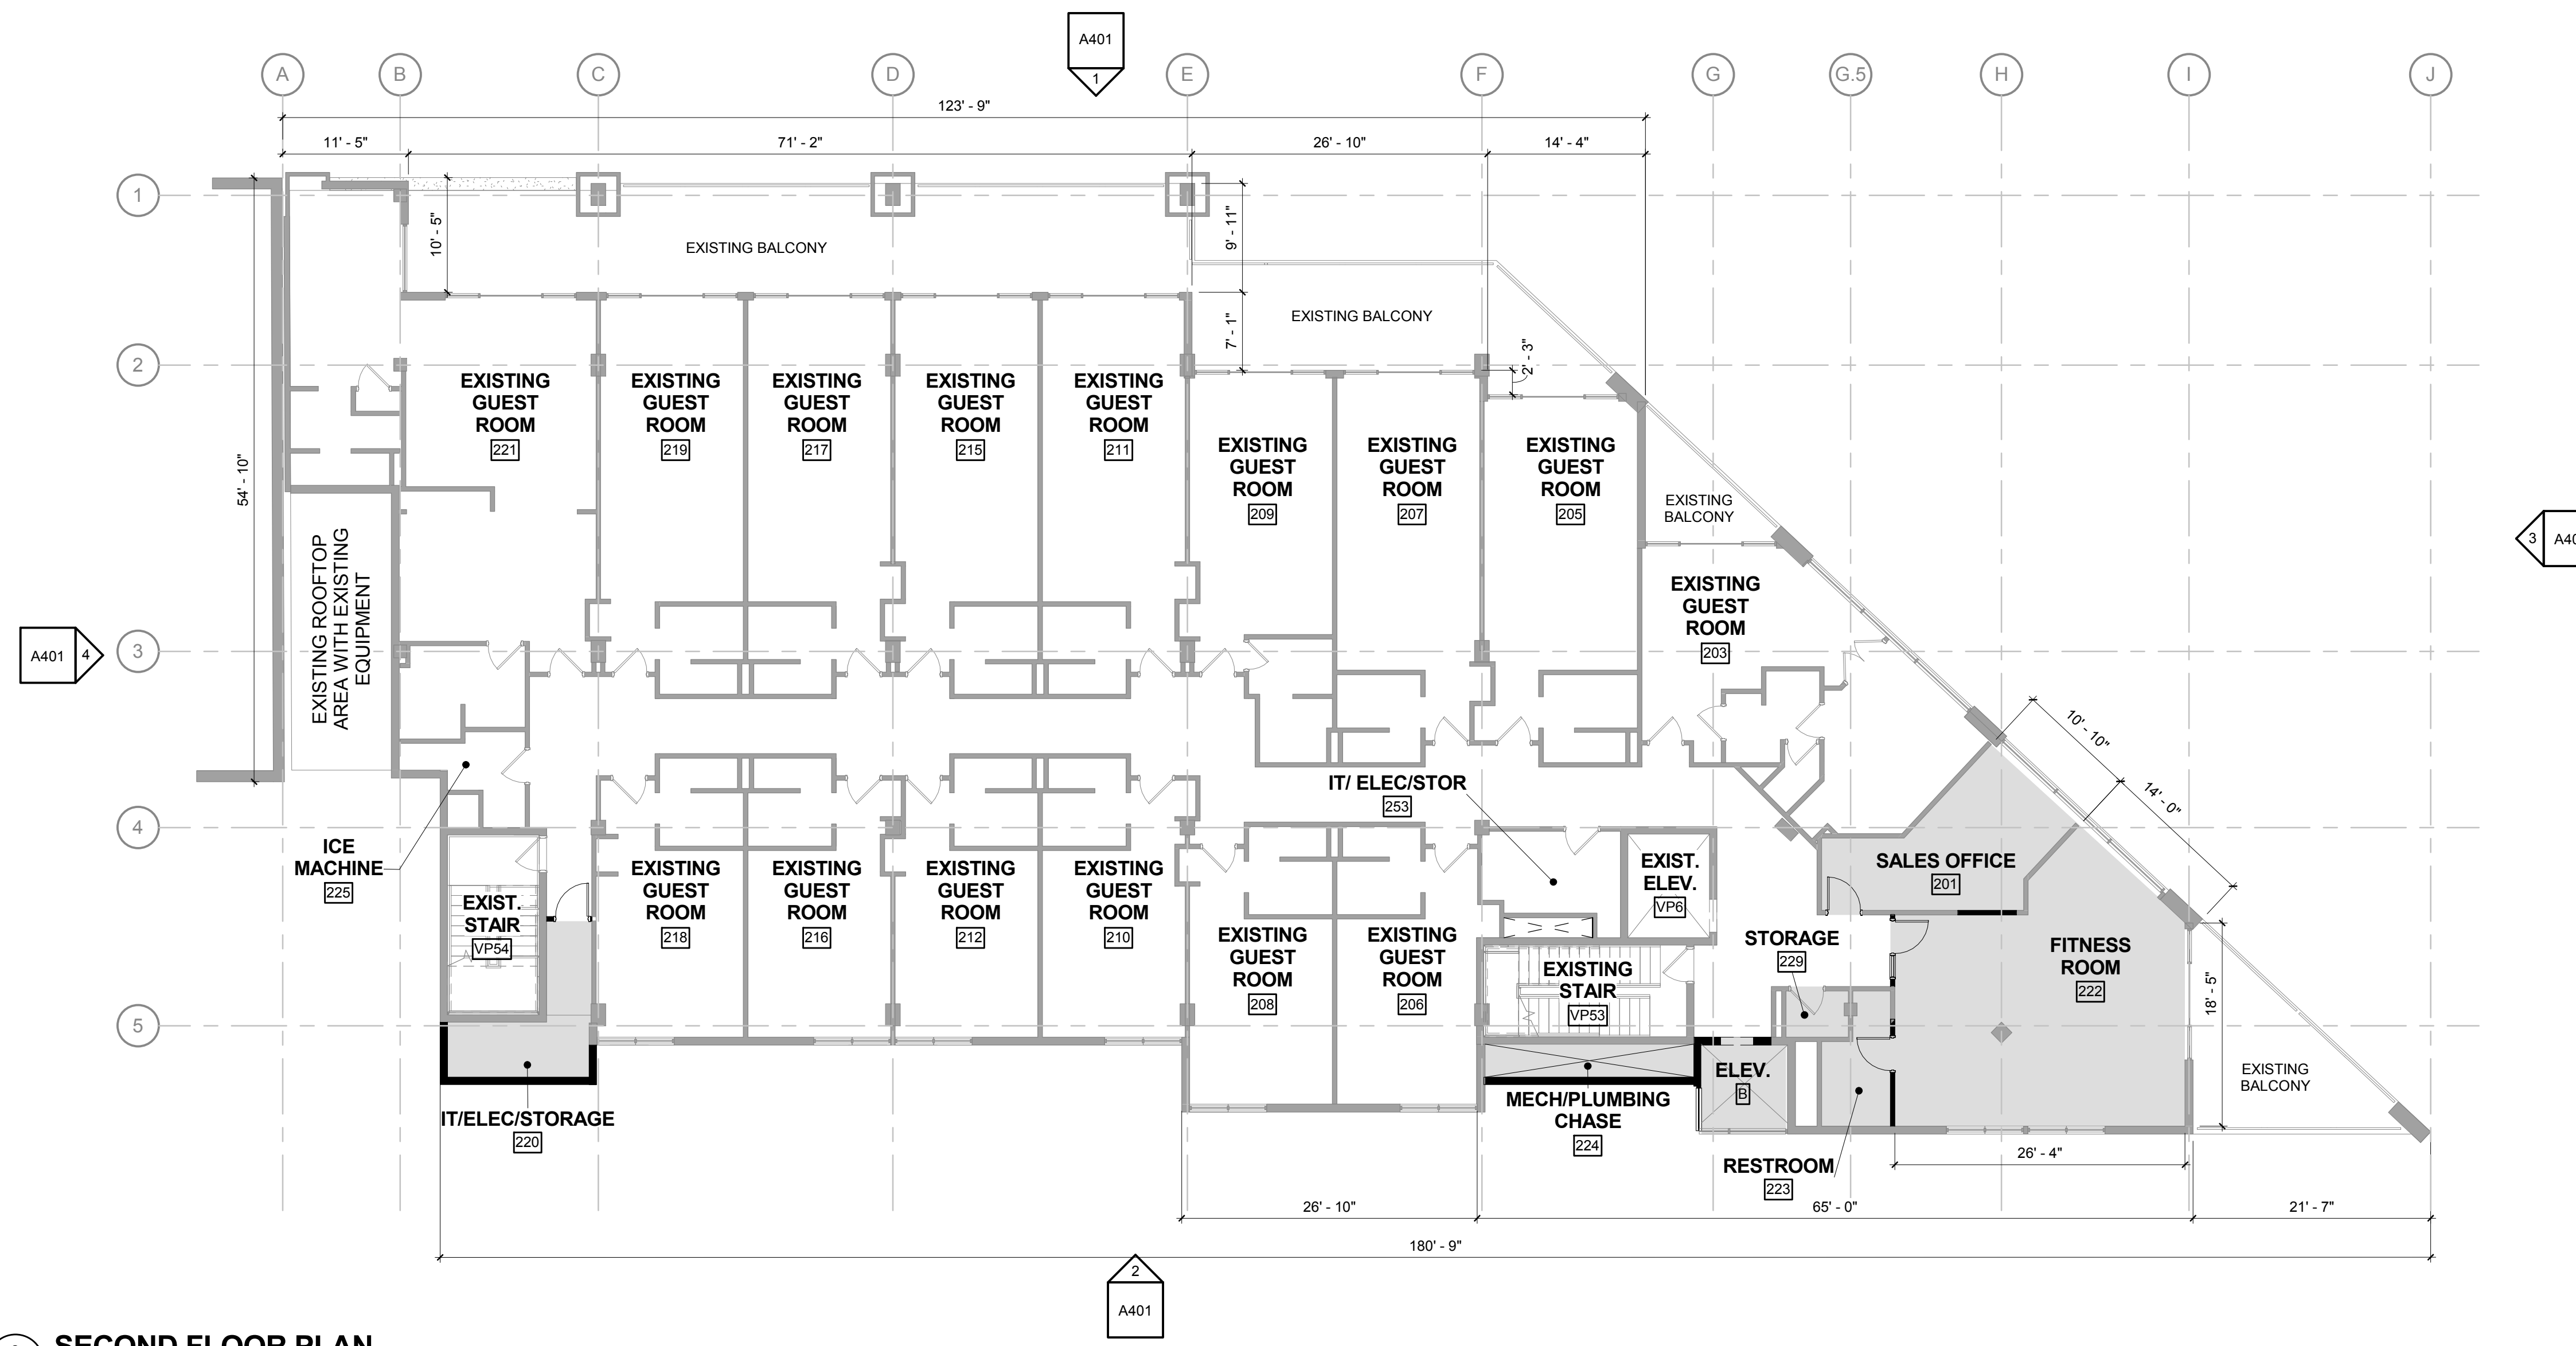 A401
1
A B C D E F G G.5 H I J
123' - 9"
11' - 5" 71' - 2" 26' - 10" 14' - 4"
1
10' - 5"
9' - 11"
EXISTING BALCONY
7' - 1"
EXISTING BALCONY
2
2' - 3"
54' - 10"
EXISTING
GUEST
ROOM
221
EXISTING
GUEST
ROOM
219
EXISTING
GUEST
ROOM
217
EXISTING
GUEST
ROOM
215
EXISTING
GUEST
ROOM
211
EXISTING
GUEST
ROOM
209
EXISTING
GUEST
ROOM
207
EXISTING
GUEST
ROOM
205
EXISTING
BALCONY
3
EXISTING ROOFTOP
AREA WITH EXISTING
EQUIPMENT
EXISTING
GUEST
ROOM
203
A401 4
3
10' - 10"
14' - 0"
IT/ ELEC/STOR
253
4
ICE
MACHINE
225
EXIST.
STAIR
VP54
EXISTING
GUEST
ROOM
218
EXISTING
GUEST
ROOM
216
EXISTING
GUEST
ROOM
212
EXISTING
GUEST
ROOM
210
EXISTING
GUEST
ROOM
208
EXISTING
GUEST
ROOM
206
EXIST.
ELEV.
VP6
SALES OFFICE
201
STORAGE
229
FITNESS
ROOM
222
EXISTING
STAIR
VP53
18' - 5"
5
ELEV.
B
EXISTING
BALCONY
IT/ELEC/STORAGE
220
MECH/PLUMBING
CHASE
224
RESTROOM
223
26' - 4"
26' - 10" 65' - 0" 21' - 7"
180' - 9"
2
A401
SECOND FLOOR PLAN